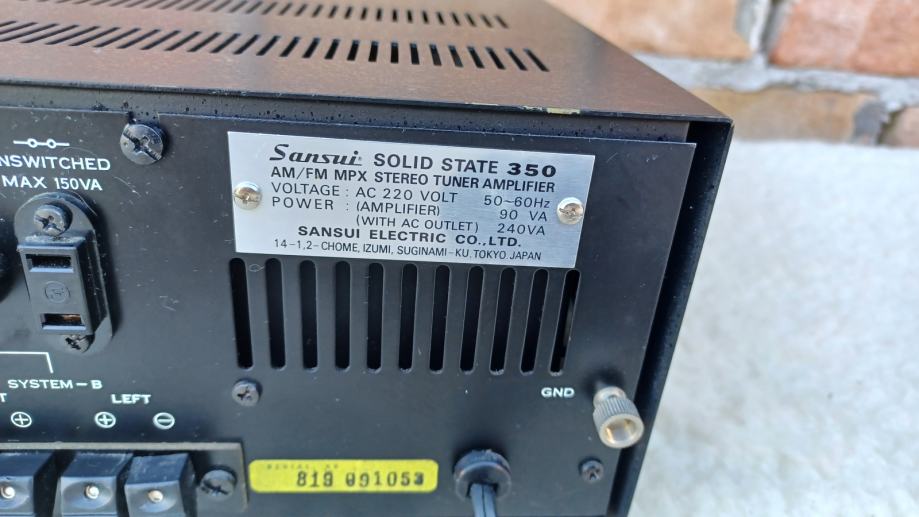 NSWITCHED
MAX 150VA
Sansui SOLID STATE 350
AM/FM MPX STEREO TUNER AMPLIFIER
VOLTAGE : AC 220 VOLT 50~60Hz
POWER : (AMPLIFIER) 90 VA
(WITH AC OUTLET) 240VA
SANSUI ELECTRIC CO.,LTD.
14-1,2-CHOME, IZUMI, SUGINAMI-KU, TOKYO, JAPAN
SYSTEM-B
T LEFT
⊕ ⊕ ⊖
GND
819 091053